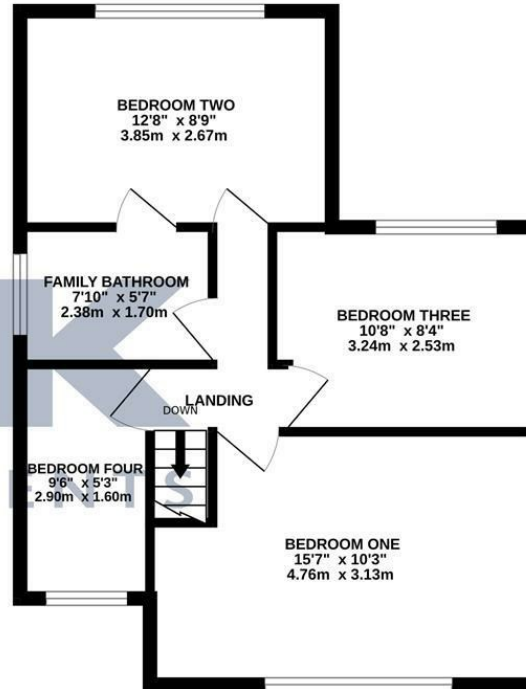 BEDROOM TWO
12'8" x 8'9"
3.85m x 2.67m
FAMILY BATHROOM
7'10" x 5'7"
2.38m x 1.70m
BEDROOM THREE
10'8" x 8'4"
3.24m x 2.53m
LANDING
DOWN
BEDROOM FOUR
9'6" x 5'3"
2.90m x 1.60m
K
ENTS
BEDROOM ONE
15'7" x 10'3"
4.76m x 3.13m